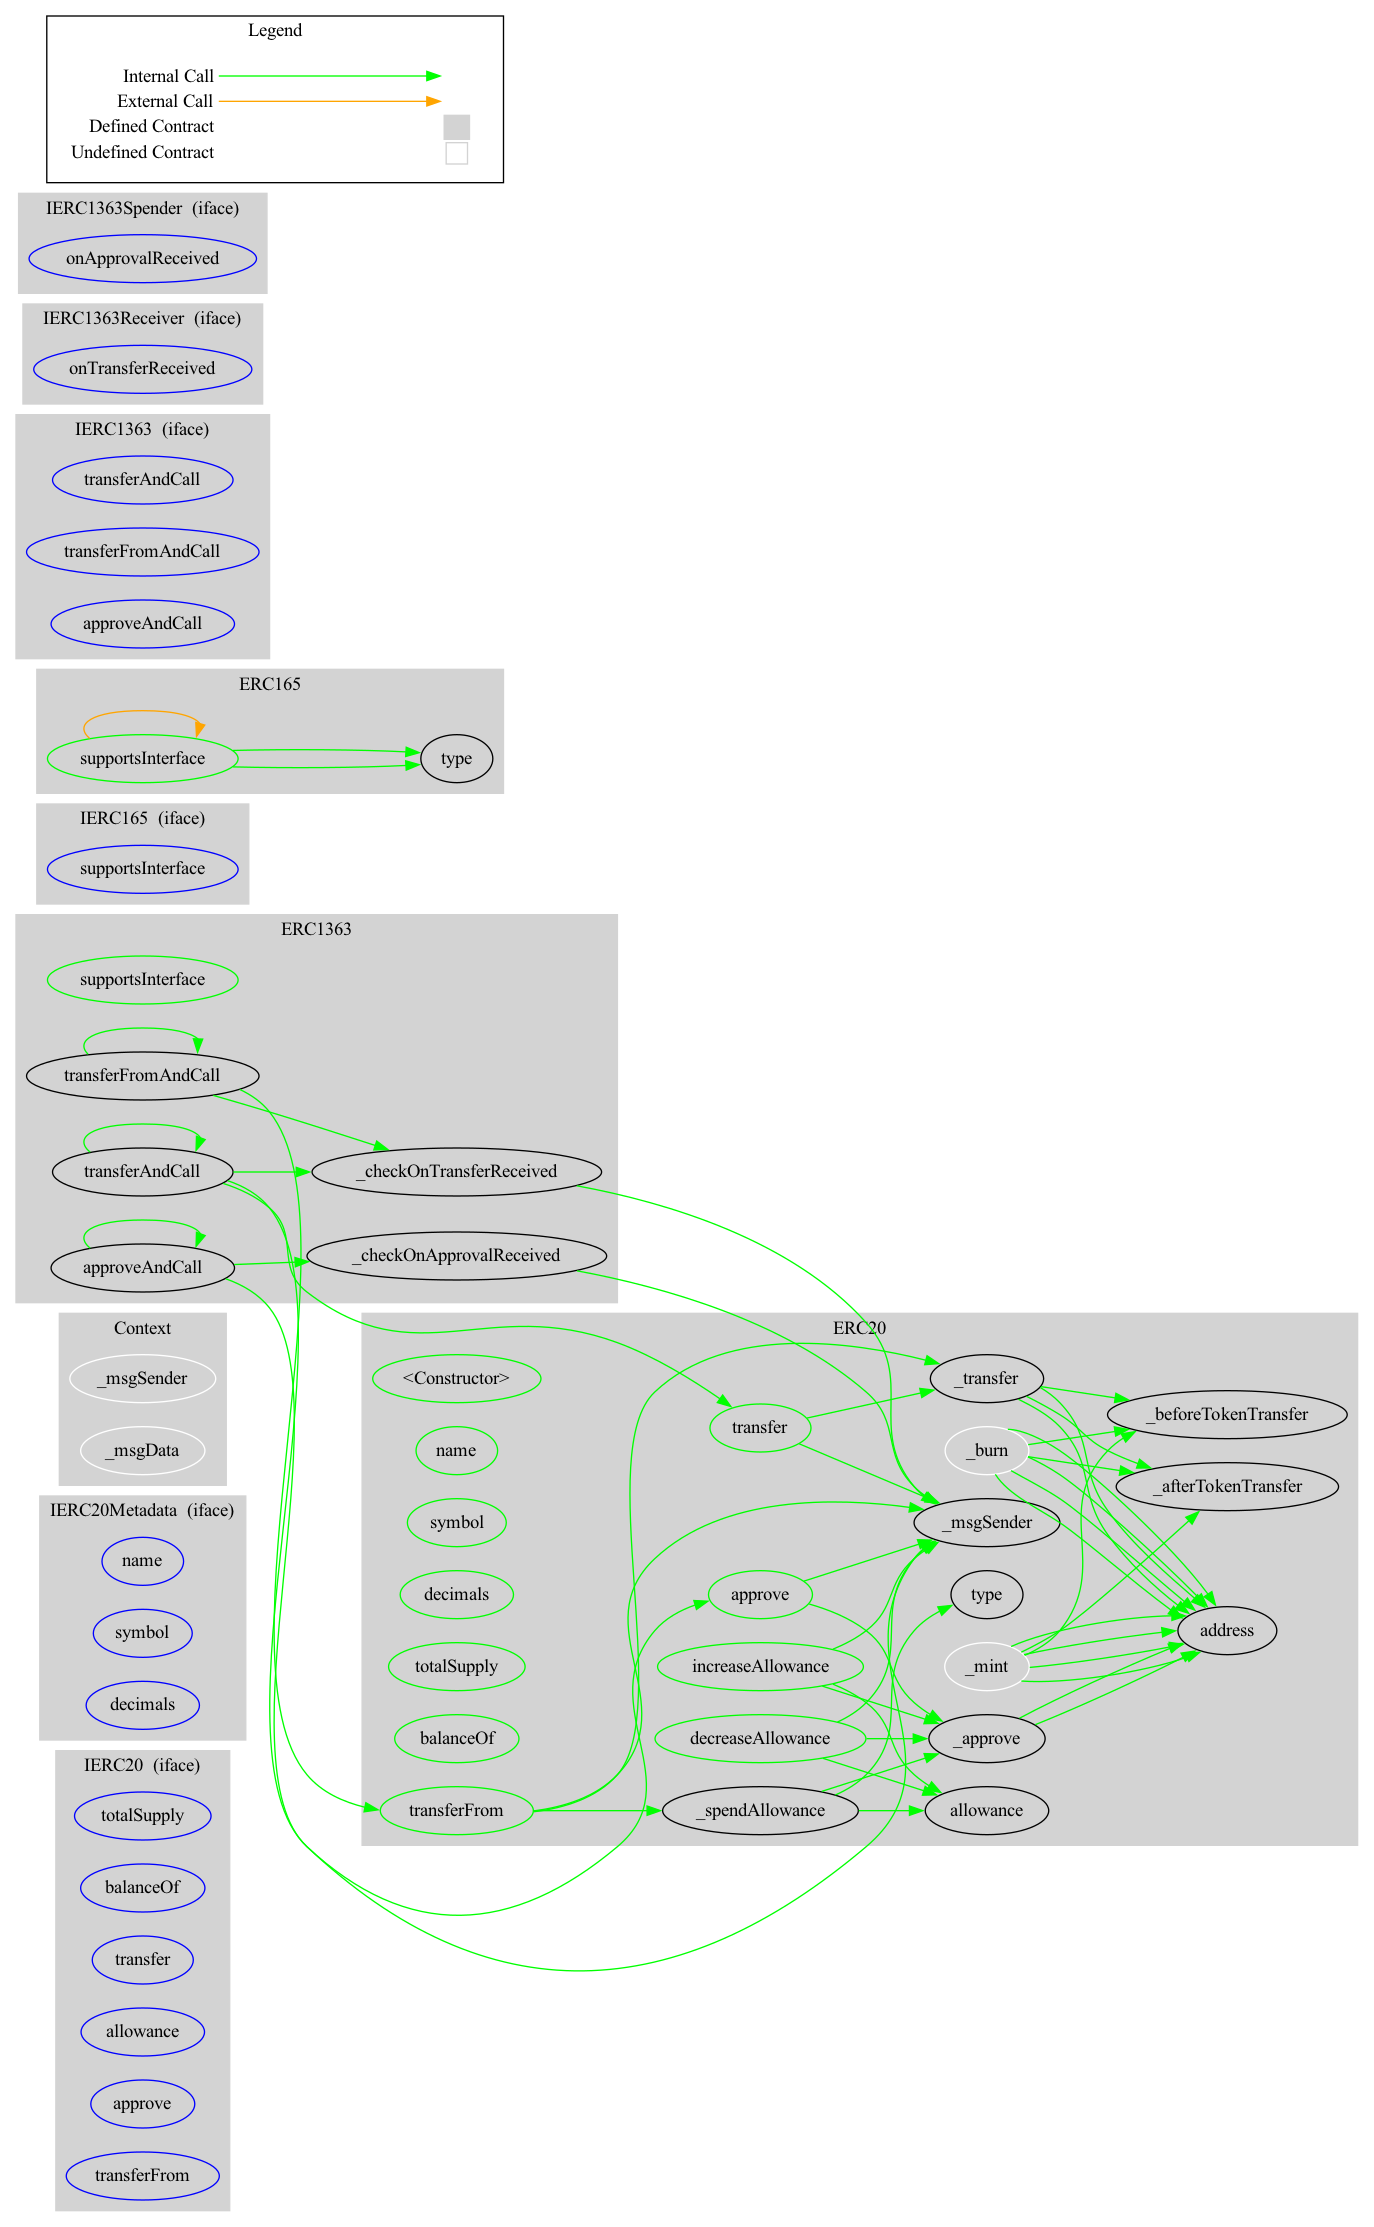 Legend
Internal Call
External Call
Defined Contract
Undefined Contract
IERC1363Spender (iface)
onApprovalReceived
IERC1363Receiver (iface)
onTransferReceived
IERC1363 (iface)
transferAndCall
transferFromAndCall
approveAndCall
ERC165
supportsInterface
type
IERC165 (iface)
supportsInterface
ERC1363
supportsInterface
transferFromAndCall
transferAndCall
_checkOnTransferReceived
approveAndCall
_checkOnApprovalReceived
Context
_msgSender
_msgData
ERC20
<Constructor>
name
symbol
decimals
totalSupply
balanceOf
transferFrom
transfer
approve
increaseAllowance
decreaseAllowance
_spendAllowance
_transfer
_burn
_msgSender
type
_mint
_approve
allowance
_beforeTokenTransfer
_afterTokenTransfer
address
IERC20Metadata (iface)
name
symbol
decimals
IERC20 (iface)
totalSupply
balanceOf
transfer
allowance
approve
transferFrom